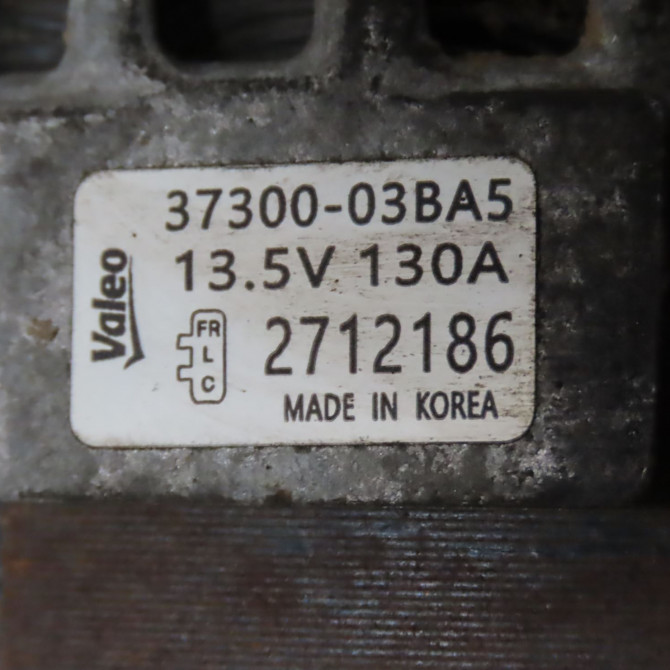 37300-03BA5
13.5V 130A
Valeo
FR
L
C
2712186
MADE IN KOREA